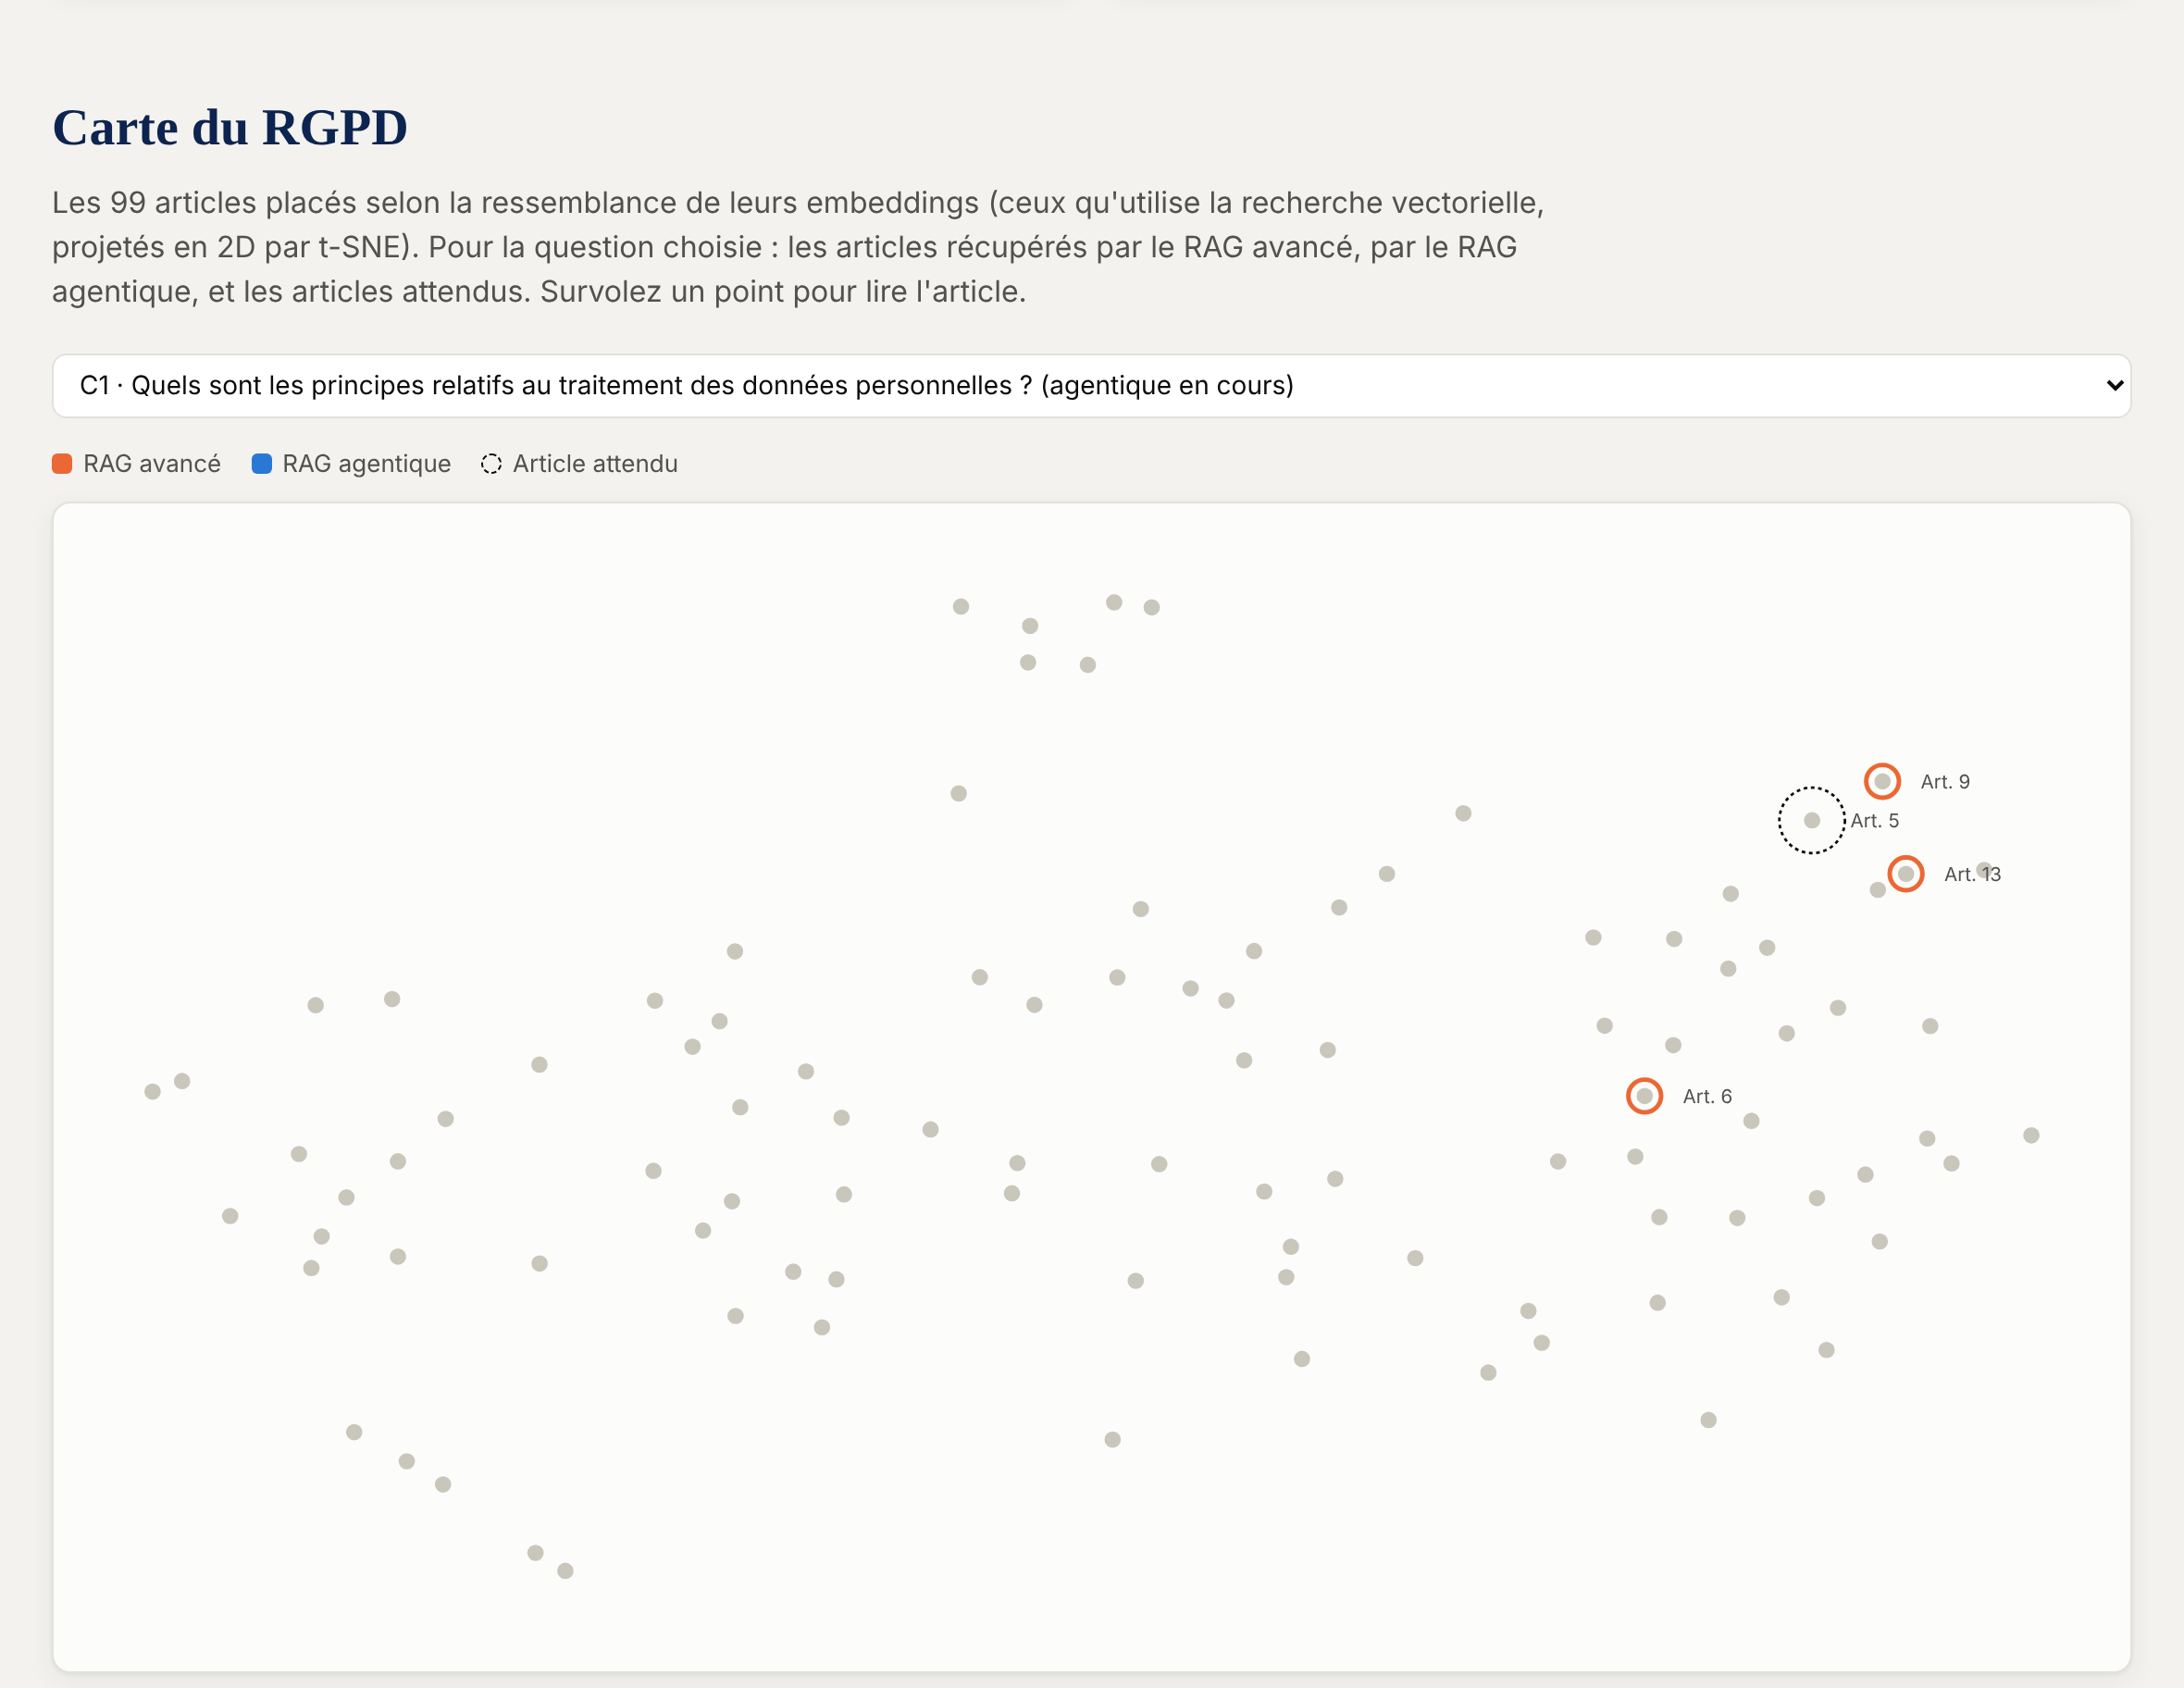 Carte du RGPD
Les 99 articles placés selon la ressemblance de leurs embeddings (ceux qu'utilise la recherche vectorielle,
projetés en 2D par t-SNE). Pour la question choisie : les articles récupérés par le RAG avancé, par le RAG
agentique, et les articles attendus. Survolez un point pour lire l'article.
C1 · Quels sont les principes relatifs au traitement des données personnelles ? (agentique en cours)
RAG avancé RAG agentique Article attendu
Art. 9
Art. 5
Art. 13
Art. 6